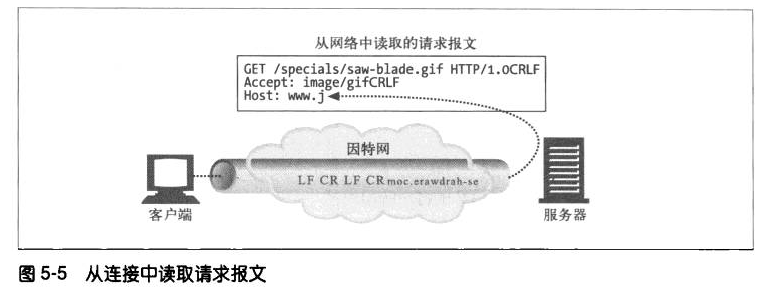 从网络中读取的请求报文
GET /specials/saw-blade.gif HTTP/1.0CRLF
Accept: image/gifCRLF
Host: www.j
因特网
LF CR LF CR moc.erawdrah-se
客户端
服务器
图 5-5 从连接中读取请求报文